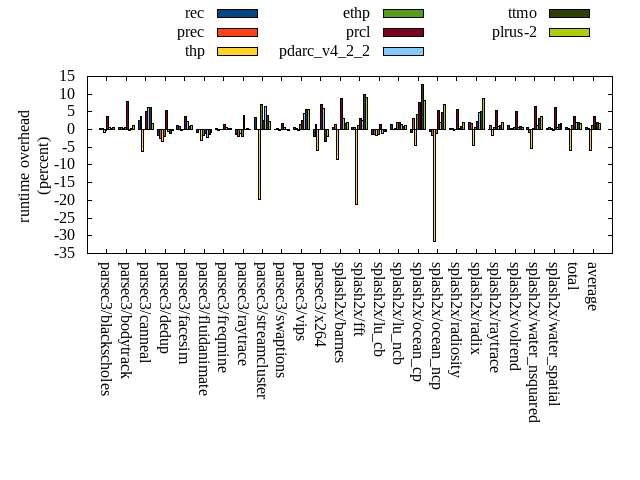 rec ethp ttmo
prec prcl plrus-2
thp pdarc_v4_2_2
15
10
5
0
-5
-10
-15
-20
-25
-30
-35
runtime overhead
(percent)
parsec3/blackscholes
parsec3/bodytrack
parsec3/canneal
parsec3/dedup
parsec3/facesim
parsec3/fluidanimate
parsec3/freqmine
parsec3/raytrace
parsec3/streamcluster
parsec3/swaptions
parsec3/vips
parsec3/x264
splash2x/barnes
splash2x/fft
splash2x/lu_cb
splash2x/lu_ncb
splash2x/ocean_cp
splash2x/ocean_ncp
splash2x/radiosity
splash2x/radix
splash2x/raytrace
splash2x/volrend
splash2x/water_nsquared
splash2x/water_spatial
total
average